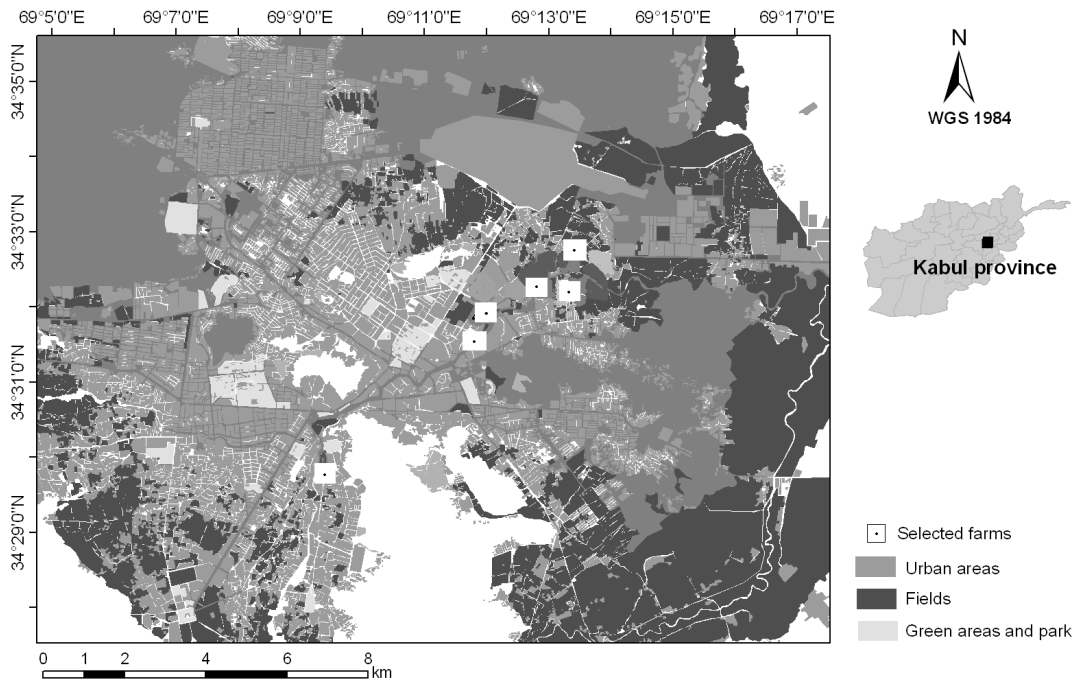 69°5'0"E 69°7'0"E 69°9'0"E 69°11'0"E 69°13'0"E 69°15'0"E 69°17'0"E
34°35'0"N
34°33'0"N
34°31'0"N
34°29'0"N
N
WGS 1984
Kabul province
Selected farms
Urban areas
Fields
Green areas and park
0 1 2 4 6 8
km